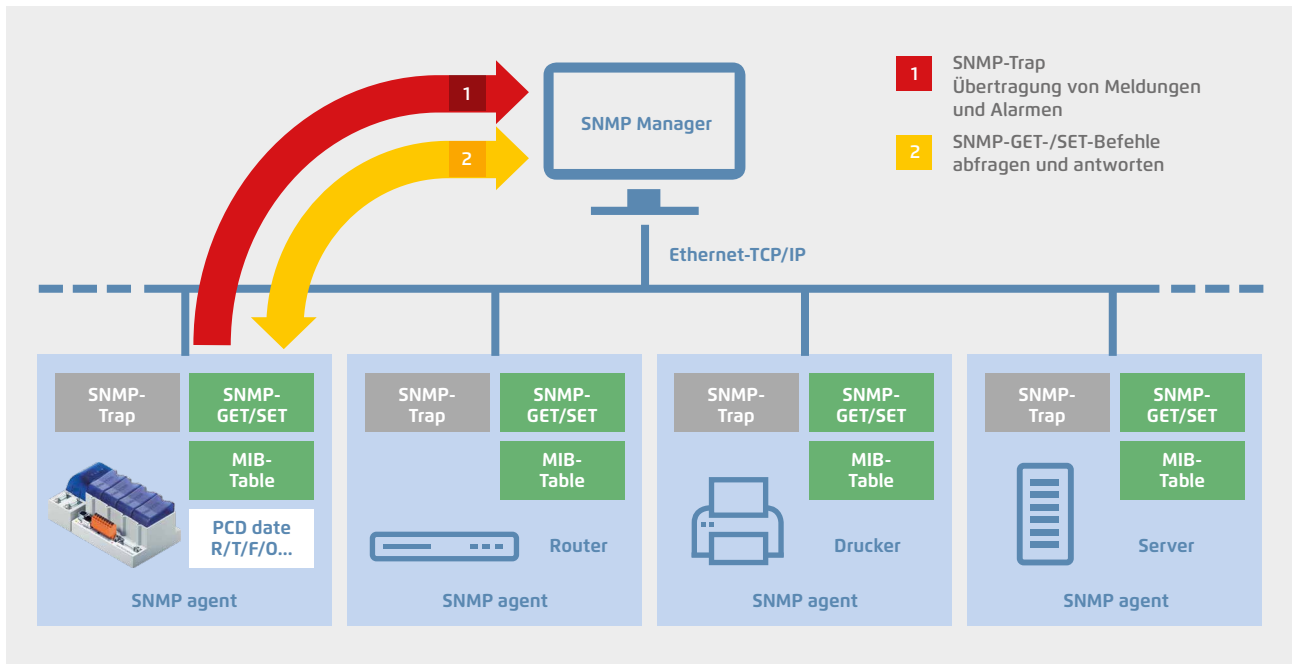 1
SNMP-Trap
Übertragung von Meldungen
und Alarmen
2
SNMP-GET-/SET-Befehle
abfragen und antworten
1
2
SNMP Manager
Ethernet-TCP/IP
SNMP-
Trap
SNMP-
GET/SET
MIB-
Table
PCD date
R/T/F/O...
SNMP agent
SNMP-
Trap
SNMP-
GET/SET
MIB-
Table
Router
SNMP agent
SNMP-
Trap
SNMP-
GET/SET
MIB-
Table
Drucker
SNMP agent
SNMP-
Trap
SNMP-
GET/SET
MIB-
Table
Server
SNMP agent